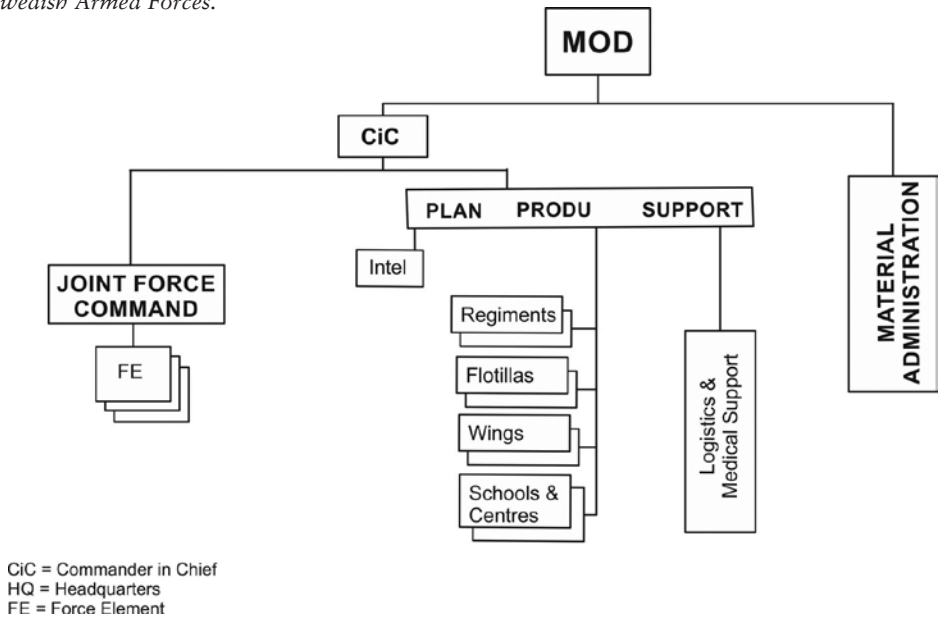 Swedish Armed Forces.
MOD
CiC
PLAN PRODU SUPPORT
Intel
JOINT FORCE
COMMAND
FE
Regiments
Flotillas
Wings
Schools &
Centres
Logistics &
Medical Support
MATERIAL
ADMINISTRATION
CiC = Commander in Chief
HQ = Headquarters
FE = Force Element